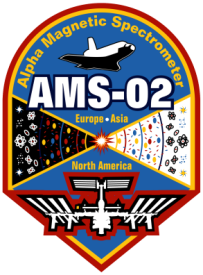 Alpha Magnetic Spectrometer
AMS-02
Europe • Asia
North America